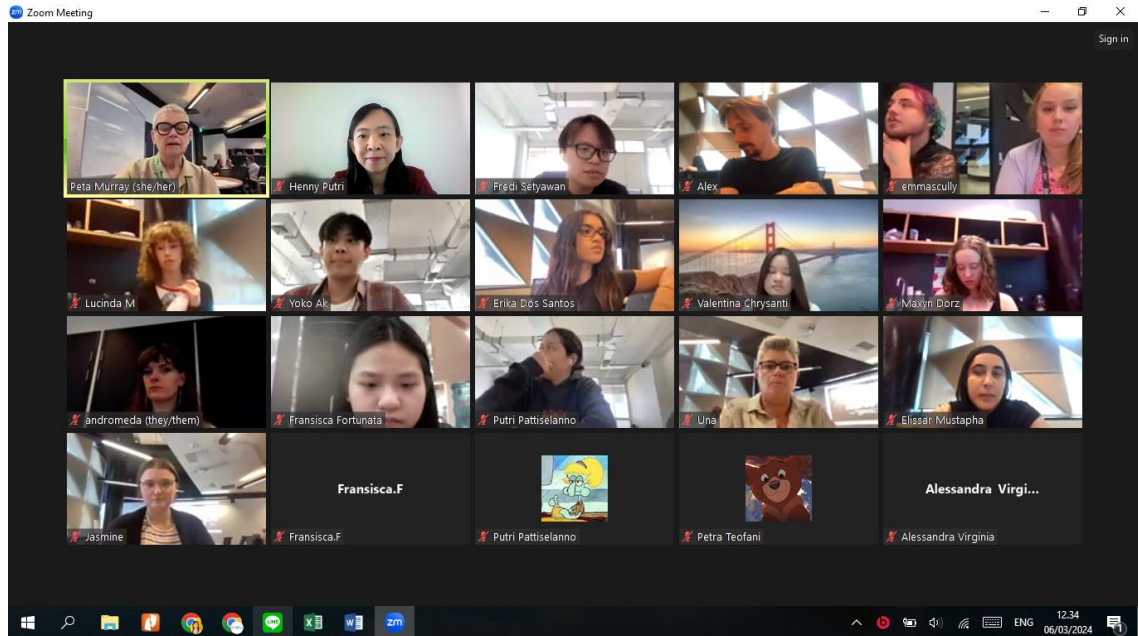 Zoom Meeting
Sign in
Peta Murray (she/her)
Henny Putri
Fredi Setyawan
Alex
emmascully
Lucinda M
Yoko Ak
Erika Dos Santos
Valentina Chrysanti
Maxyn Dorz
andromeda (they/them)
Fransisca Fortunata
Putri Pattiselanno
Una
Elissar Mustapha
Jasmine
Fransisca.F
Fransisca.F
Putri Pattiselanno
Petra Teofani
Alessandra Virgi...
Alessandra Virginia
zm
ENG
12.34
06/03/2024
1